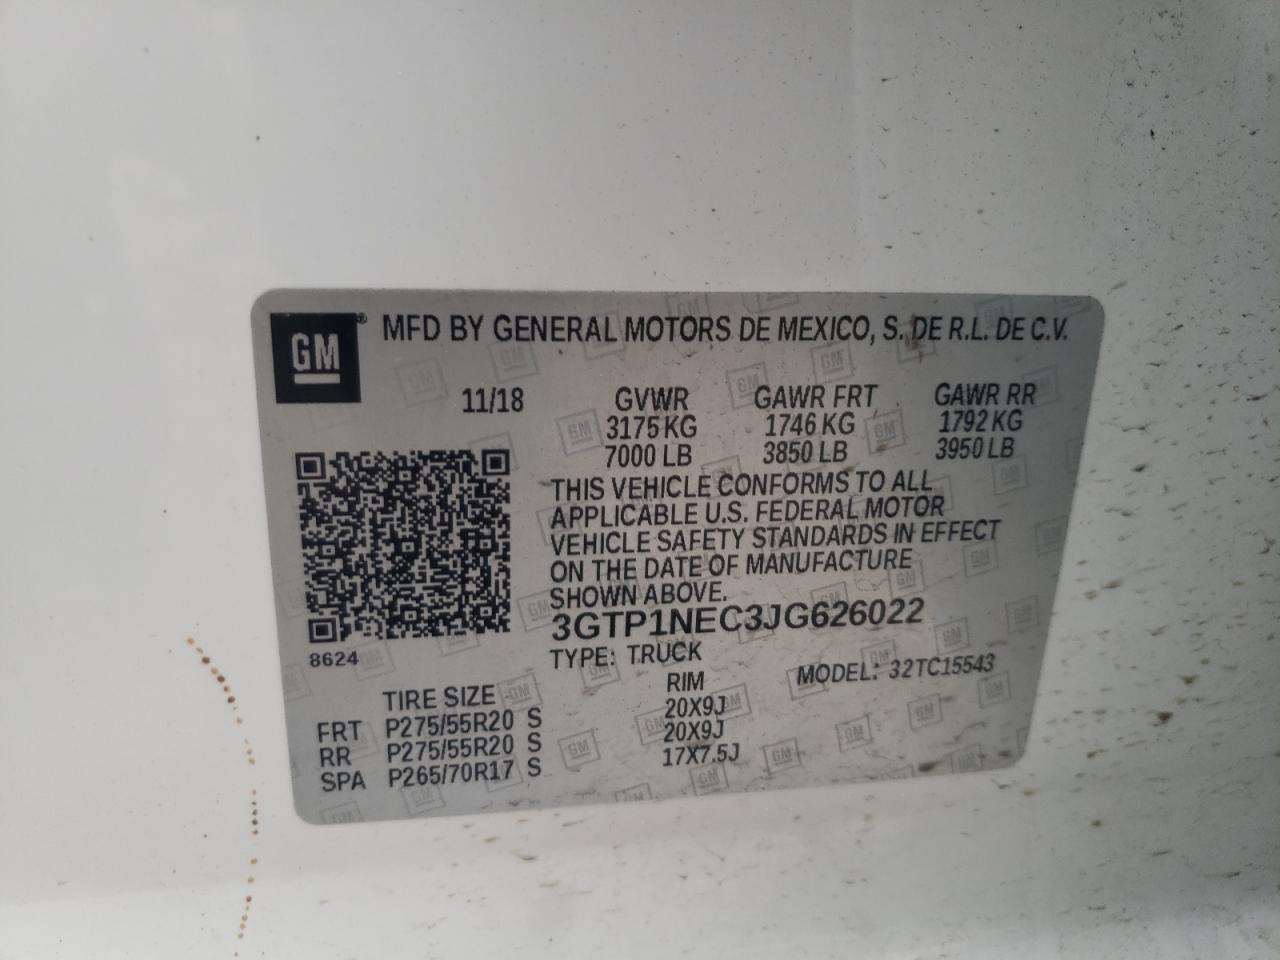 GM ® MFD BY GENERAL MOTORS DE MEXICO, S. DE R.L. DE C.V.
11/18 GVWR GAWR FRT GAWR RR
3175 KG 1746 KG 1792 KG
7000 LB 3850 LB 3950 LB
THIS VEHICLE CONFORMS TO ALL
APPLICABLE U.S. FEDERAL MOTOR
VEHICLE SAFETY STANDARDS IN EFFECT
ON THE DATE OF MANUFACTURE
SHOWN ABOVE.
3GTP1NEC3JG626022
8624
TYPE: TRUCK MODEL: 32TC15543
TIRE SIZE RIM
FRT P275/55R20 S 20X9J
RR P275/55R20 S 20X9J
SPA P265/70R17 S 17X7.5J